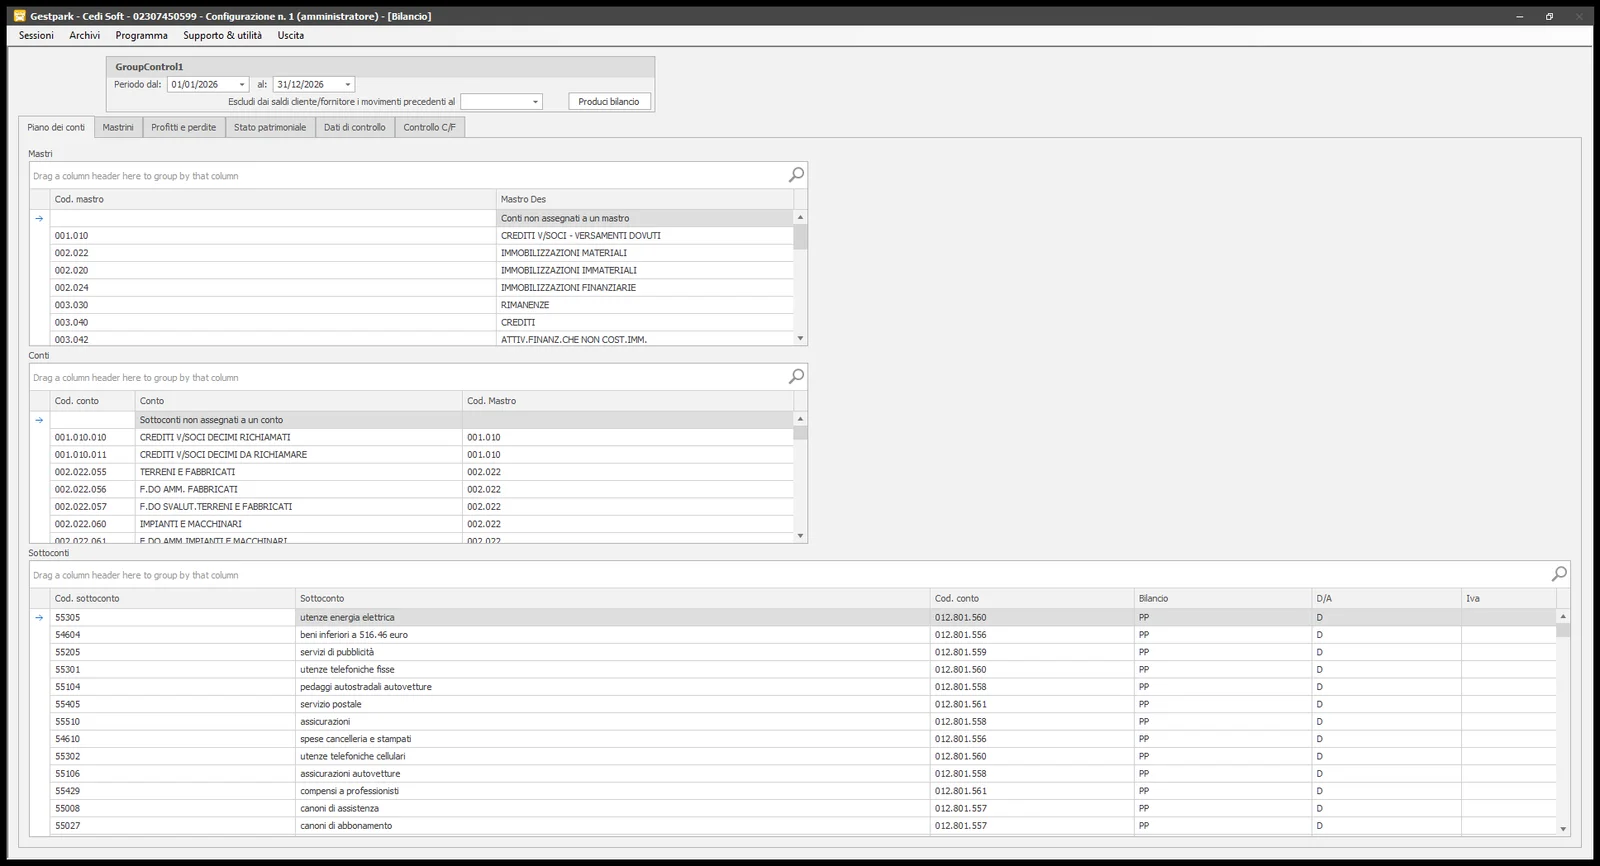 Gestpark - Cedi Soft - 02307450599 - Configurazione n. 1 (amministratore) - [Bilancio]
Sessioni Archivi Programma Supporto & utilità Uscita
GroupControl1
Periodo dal: 01/01/2026 al: 31/12/2026
Escludi dai saldi cliente/fornitore i movimenti precedenti al Produci bilancio
Piano dei conti Mastrini Profitti e perdite Stato patrimoniale Dati di controllo Controllo C/F
Mastri
Drag a column header here to group by that column
Cod. mastro Mastro Des
Conti non assegnati a un mastro
001.010 CREDITI V/SOCI - VERSAMENTI DOVUTI
002.022 IMMOBILIZZAZIONI MATERIALI
002.020 IMMOBILIZZAZIONI IMMATERIALI
002.024 IMMOBILIZZAZIONI FINANZIARIE
003.030 RIMANENZE
003.040 CREDITI
003.042 ATTIV.FINANZ.CHE NON COST.IMM.
Conti
Drag a column header here to group by that column
Cod. conto Conto Cod. Mastro
Sottoconti non assegnati a un conto
001.010.010 CREDITI V/SOCI DECIMI RICHIAMATI 001.010
001.010.011 CREDITI V/SOCI DECIMI DA RICHIAMARE 001.010
002.022.055 TERRENI E FABBRICATI 002.022
002.022.056 F.DO AMM. FABBRICATI 002.022
002.022.057 F.DO SVALUT.TERRENI E FABBRICATI 002.022
002.022.060 IMPIANTI E MACCHINARI 002.022
002.022.061 F.DO AMM.IMPIANTI E MACCHINARI 002.022
Sottoconti
Drag a column header here to group by that column
Cod. sottoconto Sottoconto Cod. conto Bilancio D/A Iva
55305 utenze energia elettrica 012.801.560 PP D
54604 beni inferiori a 516.46 euro 012.801.556 PP D
55205 servizi di pubblicità 012.801.559 PP D
55301 utenze telefoniche fisse 012.801.560 PP D
55104 pedaggi autostradali autovetture 012.801.558 PP D
55405 servizio postale 012.801.561 PP D
55510 assicurazioni 012.801.558 PP D
54610 spese cancelleria e stampati 012.801.556 PP D
55302 utenze telefoniche cellulari 012.801.560 PP D
55106 assicurazioni autovetture 012.801.558 PP D
55429 compensi a professionisti 012.801.561 PP D
55008 canoni di assistenza 012.801.557 PP D
55027 canoni di abbonamento 012.801.557 PP D